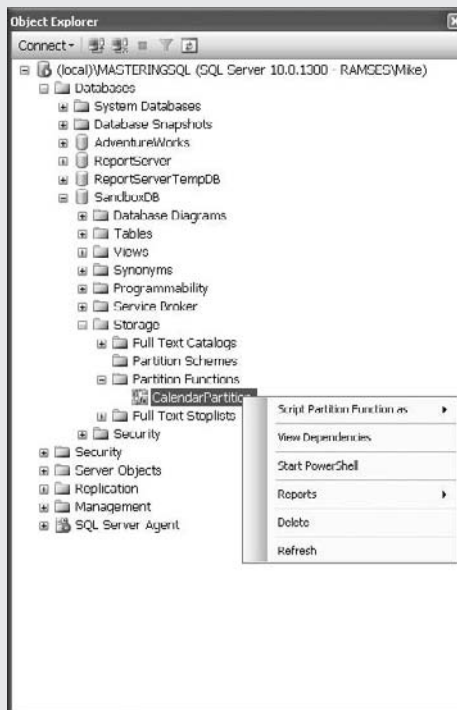 Object Explorer
Connect
(local)\MASTERINGSQL (SQL Server 10.0.1300 - RAMSES\Mike)
Databases
System Databases
Database Snapshots
AdventureWorks
ReportServer
ReportServerTempDB
SandboxDB
Database Diagrams
Tables
Views
Synonyms
Programmability
Service Broker
Storage
Full Text Catalogs
Partition Schemes
Partition Functions
CalendarPartition
Full Text Stoplists
Security
Security
Server Objects
Replication
Management
SQL Server Agent
Script Partition Function as
View Dependencies
Start PowerShell
Reports
Delete
Refresh